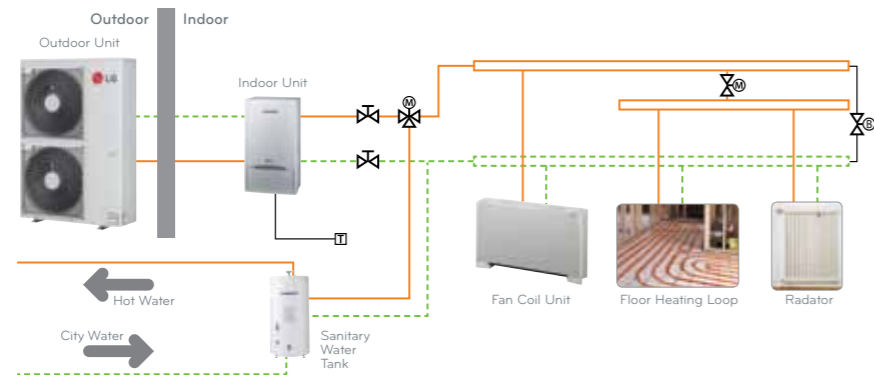 Outdoor
Indoor
Outdoor Unit
LG
Indoor Unit
M
M
B
T
Hot Water
City Water
Sanitary
Water
Tank
Fan Coil Unit
Floor Heating Loop
Radator